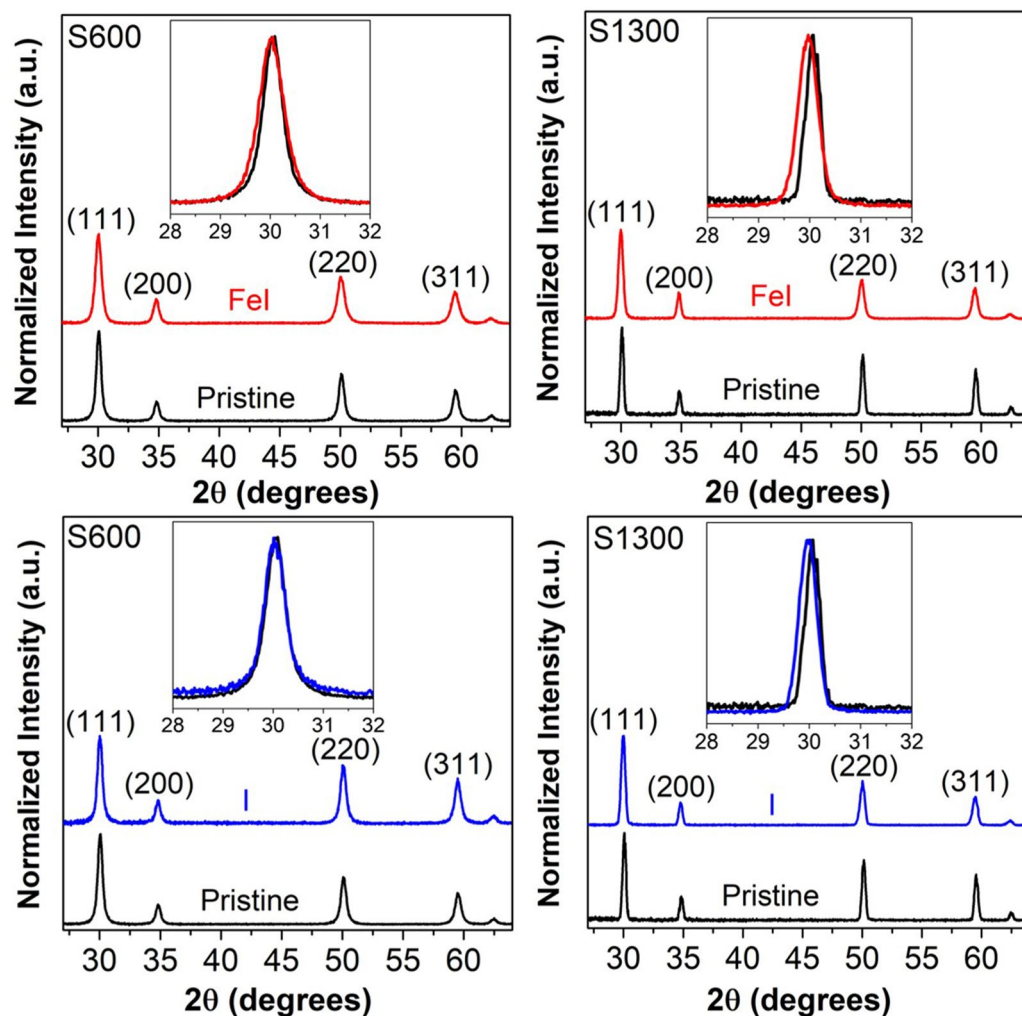 S600
Normalized Intensity (a.u.)
28 29 30 31 32
(111)
(200)
(220)
(311)
FeI
Pristine
30 35 40 45 50 55 60
2θ (degrees)
S1300
Normalized Intensity (a.u.)
28 29 30 31 32
(111)
(200)
(220)
(311)
FeI
Pristine
30 35 40 45 50 55 60
2θ (degrees)
S600
Normalized Intensity (a.u.)
28 29 30 31 32
(111)
(200)
(220)
(311)
I
Pristine
30 35 40 45 50 55 60
2θ (degrees)
S1300
Normalized Intensity (a.u.)
28 29 30 31 32
(111)
(200)
(220)
(311)
I
Pristine
30 35 40 45 50 55 60
2θ (degrees)